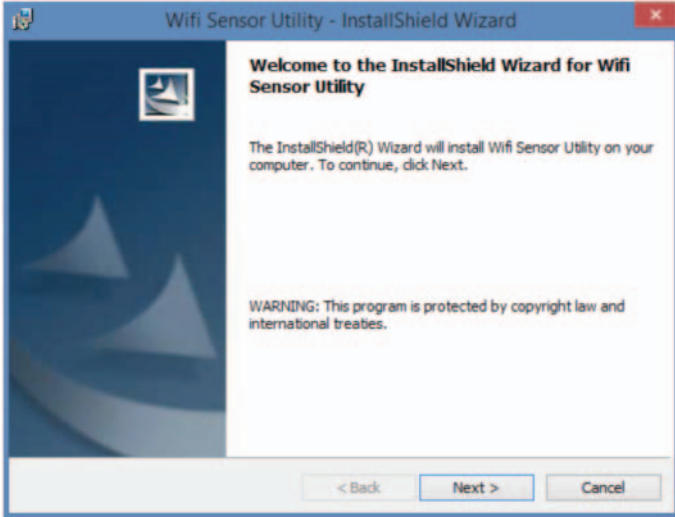 Wifi Sensor Utility - InstallShield Wizard
Welcome to the InstallShield Wizard for Wifi
Sensor Utility
The InstallShield(R) Wizard will install Wifi Sensor Utility on your
computer. To continue, click Next.
WARNING: This program is protected by copyright law and
international treaties.
< Back
Next >
Cancel